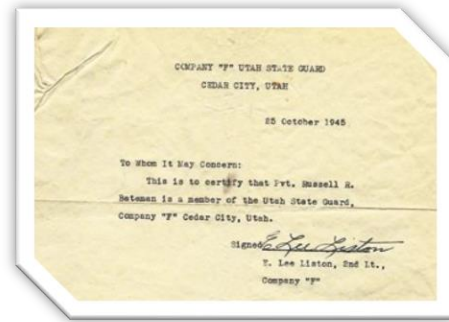 COMPANY "F" UTAH STATE GUARD
CEDAR CITY, UTAH
25 October 1945
To Whom It May Concern:
This is to certify that Pvt. Russell R.
Bateman is a member of the Utah State Guard,
Company "F" Cedar City, Utah.
Signed E Lee Liston
E. Lee Liston, 2nd Lt.,
Company "F"